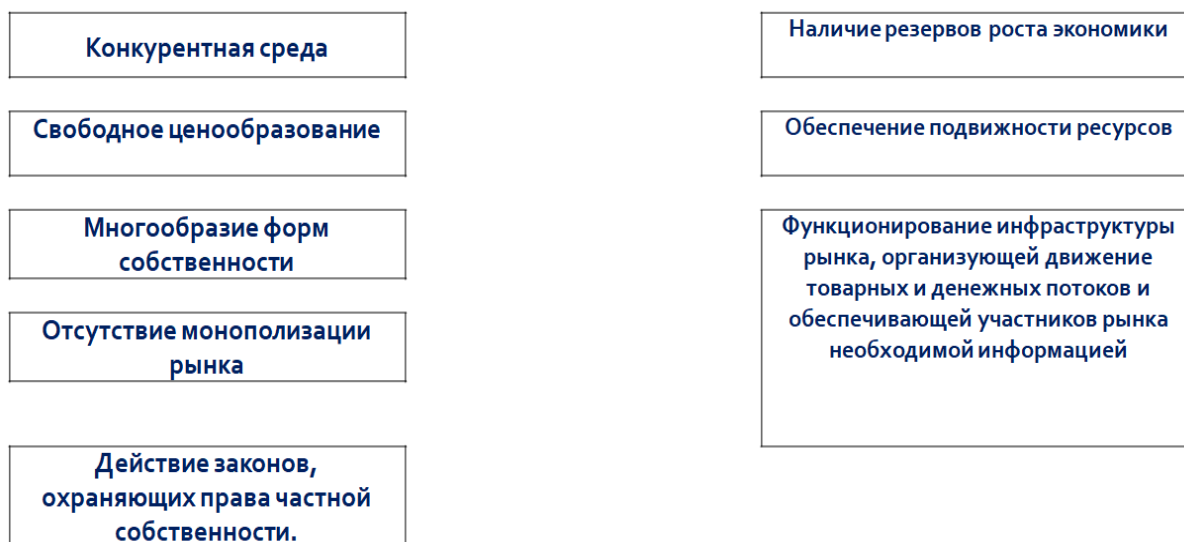 Конкурентная среда
Свободное ценообразование
Многообразие форм
собственности
Отсутствие монополизации
рынка
Действие законов,
охраняющих права частной
собственности.
Наличие резервов роста экономики
Обеспечение подвижности ресурсов
Функционирование инфраструктуры
рынка, организующей движение
товарных и денежных потоков и
обеспечивающей участников рынка
необходимой информацией